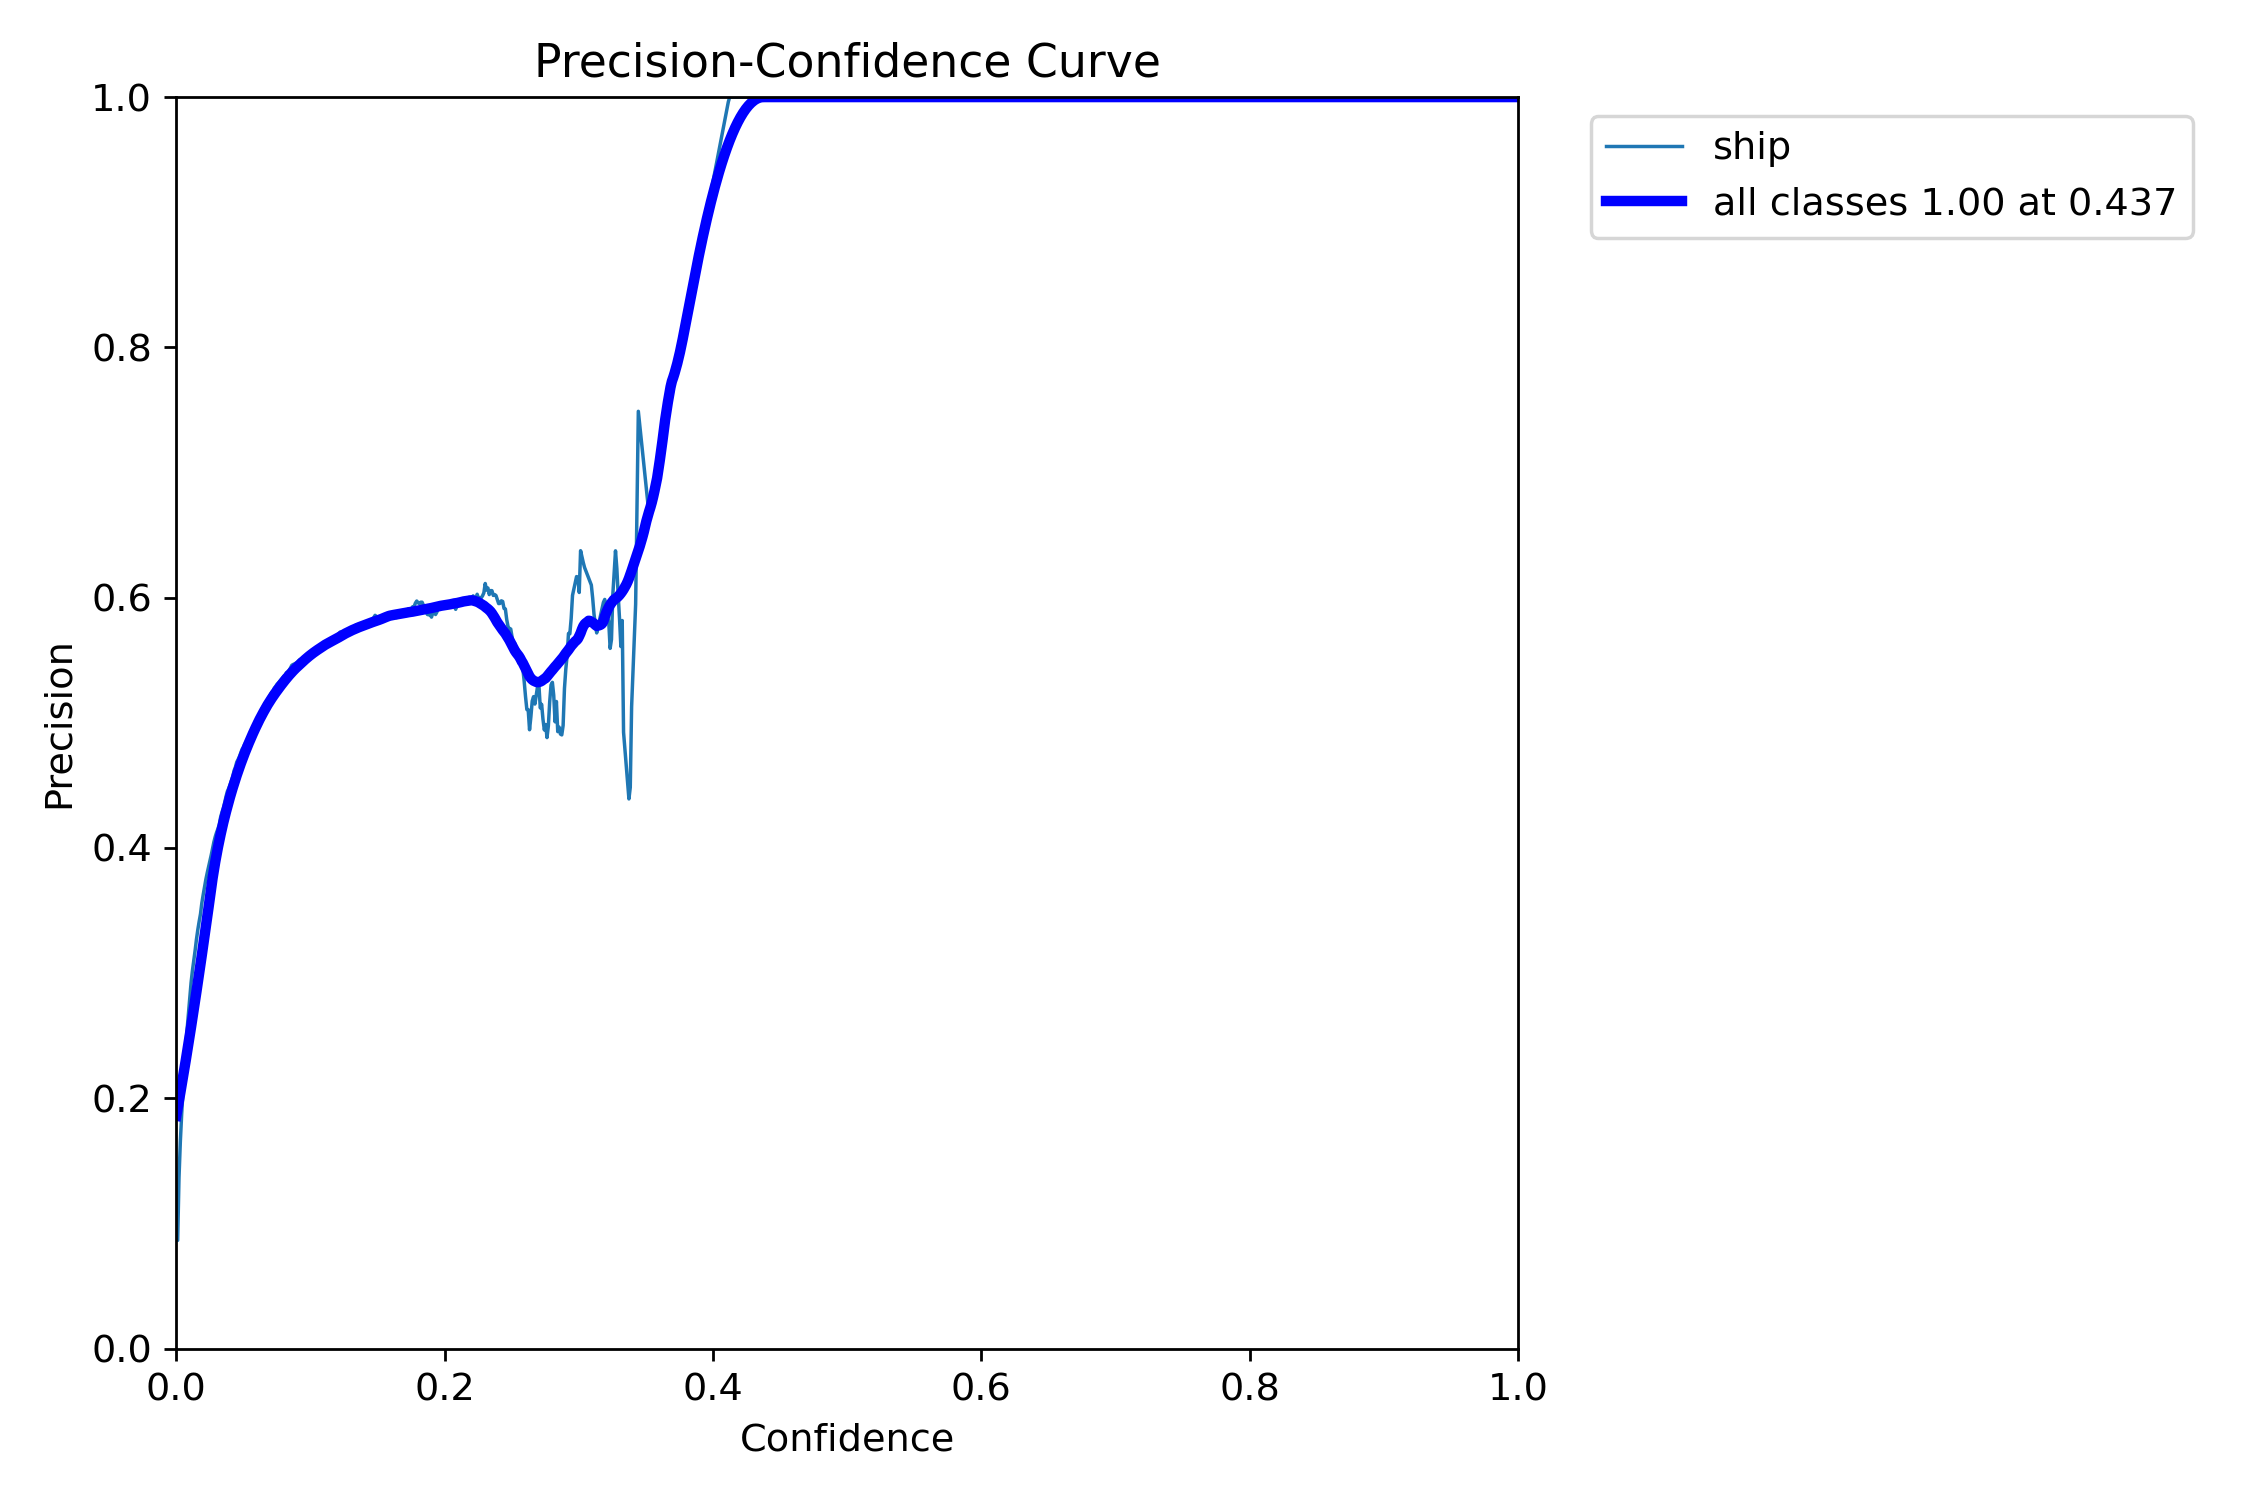 Precision-Confidence Curve
1.0
0.8
0.6
0.4
0.2
0.0
Precision
0.0 0.2 0.4 0.6 0.8 1.0
Confidence
ship
all classes 1.00 at 0.437